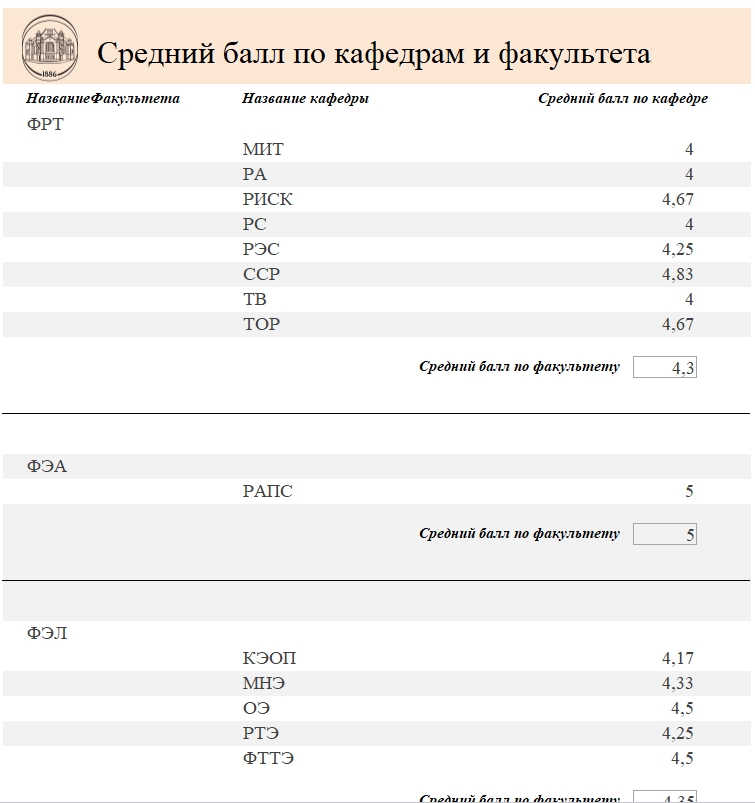 1886
Средний балл по кафедрам и факультета
НазваниеФакультета Название кафедры Средний балл по кафедре
ФРТ
МИТ 4
РА 4
РИСК 4,67
РС 4
РЭС 4,25
ССР 4,83
ТВ 4
ТОР 4,67
Средний балл по факультету 4,3
ФЭА
РАПС 5
Средний балл по факультету 5
ФЭЛ
КЭОП 4,17
МНЭ 4,33
ОЭ 4,5
РТЭ 4,25
ФТТЭ 4,5
Средний балл по факультету 4,35